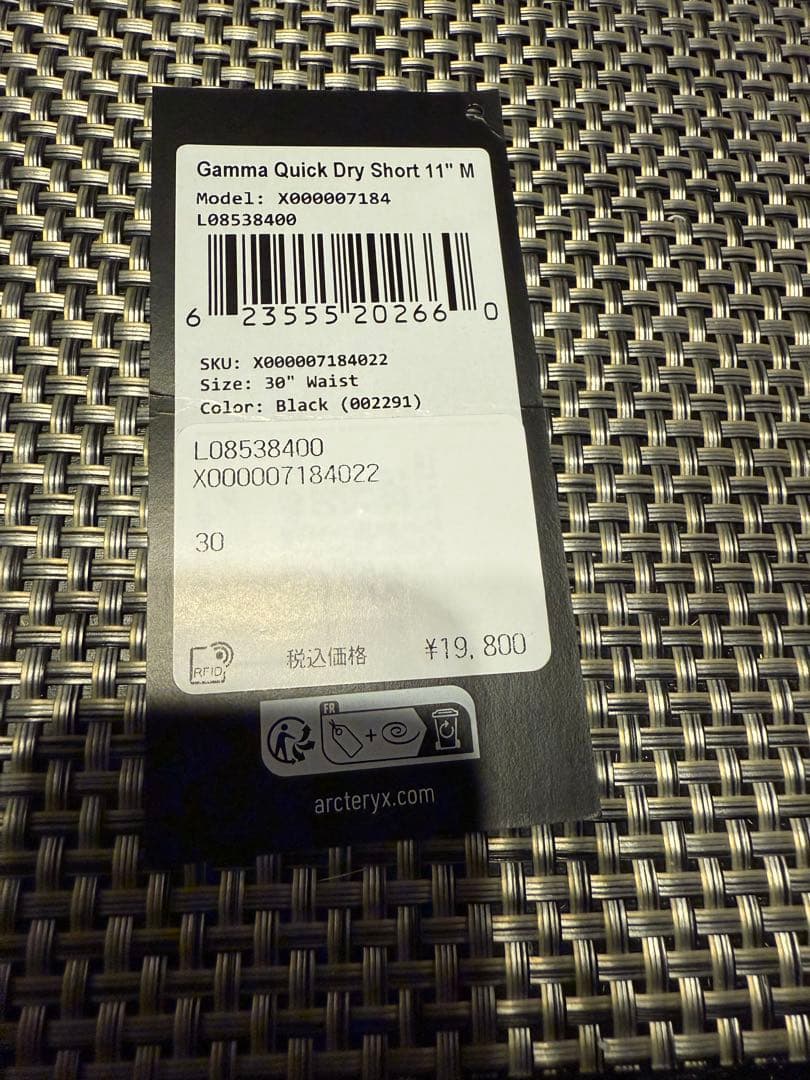 Gamma Quick Dry Short 11" M
Model: X000007184
L08538400
6 23555 20266 0
SKU: X000007184022
Size: 30" Waist
Color: Black (002291)
L08538400
X000007184022
30
RFID
税込価格 ¥19,800
FR
+
arcteryx.com